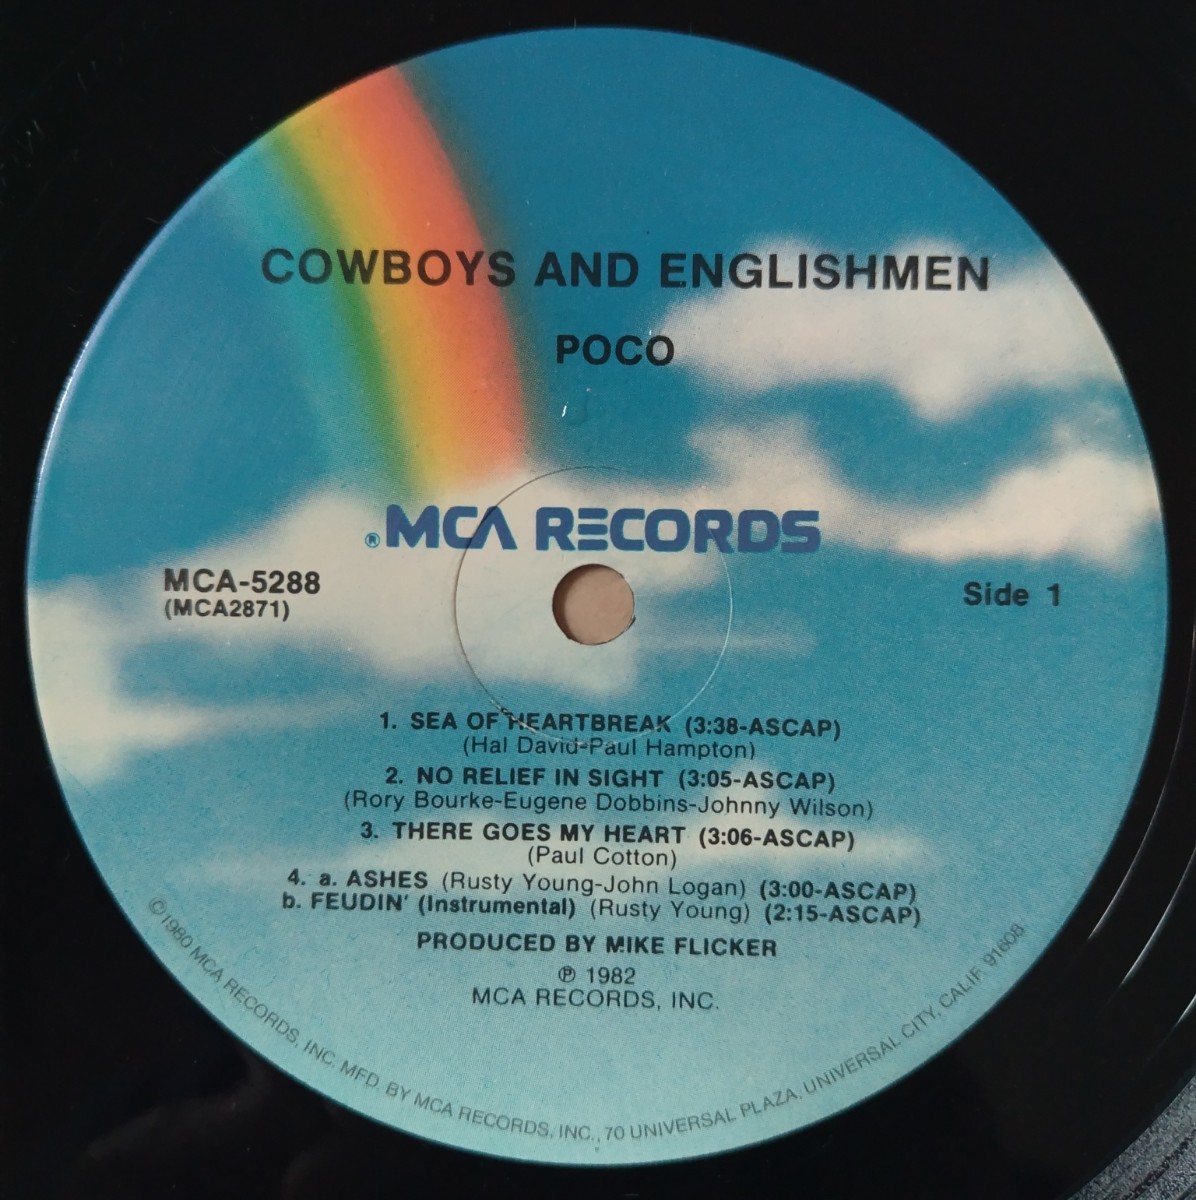 COWBOYS AND ENGLISHMEN
POCO
®MCA RECORDS
MCA-5288
(MCA2871)
Side 1
1. SEA OF HEARTBREAK (3:38-ASCAP)
(Hal David-Paul Hampton)
2. NO RELIEF IN SIGHT (3:05-ASCAP)
(Rory Bourke-Eugene Dobbins-Johnny Wilson)
3. THERE GOES MY HEART (3:06-ASCAP)
(Paul Cotton)
4. a. ASHES (Rusty Young-John Logan) (3:00-ASCAP)
b. FEUDIN' (Instrumental) (Rusty Young) (2:15-ASCAP)
PRODUCED BY MIKE FLICKER
℗ 1982
MCA RECORDS, INC.
©1980 MCA RECORDS, INC. MFD. BY MCA RECORDS, INC., 70 UNIVERSAL PLAZA, UNIVERSAL CITY, CALIF. 91608